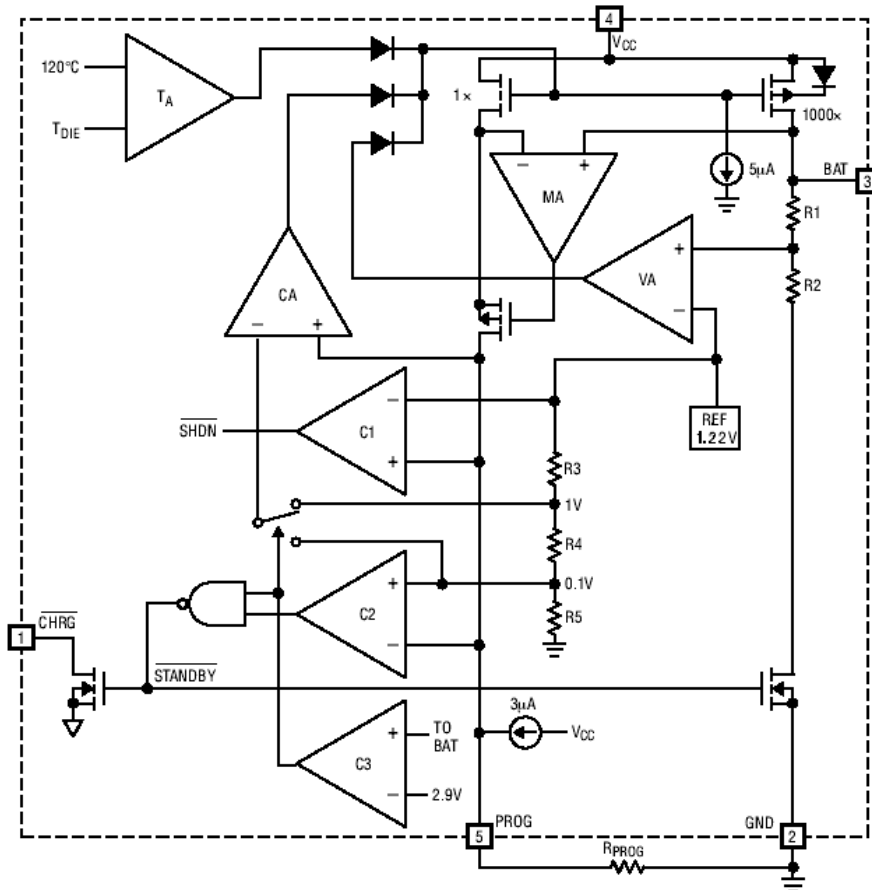 4
VCC
120°C
TDIE
TA
1×
1000×
MA
5µA
BAT
3
R1
R2
CA
VA
REF
1.22V
SHDN
C1
R3
1V
R4
0.1V
R5
C2
1
CHRG
STANDBY
3µA
VCC
C3
TO
BAT
2.9V
5
PROG
GND
2
RPROG